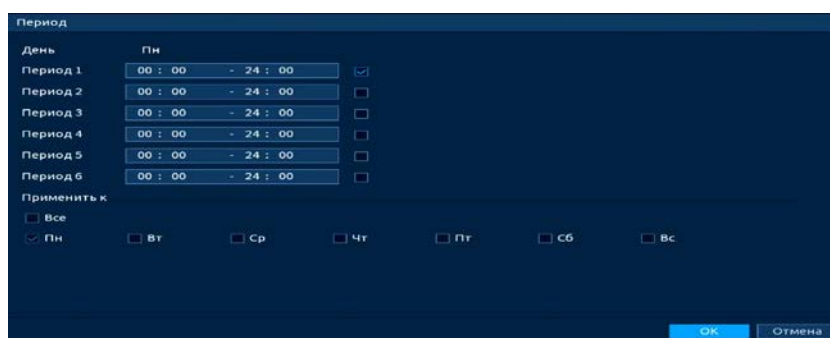 Период
День Пн
Период 1 00 : 00 - 24 : 00
Период 2 00 : 00 - 24 : 00
Период 3 00 : 00 - 24 : 00
Период 4 00 : 00 - 24 : 00
Период 5 00 : 00 - 24 : 00
Период 6 00 : 00 - 24 : 00
Применить к
Все
Пн Вт Ср Чт Пт Сб Вс
OK Отмена